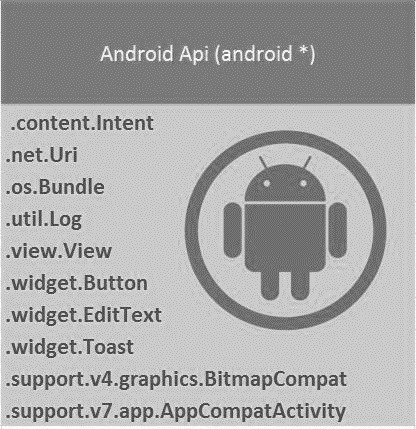 Android Api (android *)
.content.Intent
.net.Uri
.os.Bundle
.util.Log
.view.View
.widget.Button
.widget.EditText
.widget.Toast
.support.v4.graphics.BitmapCompat
.support.v7.app.AppCompatActivity